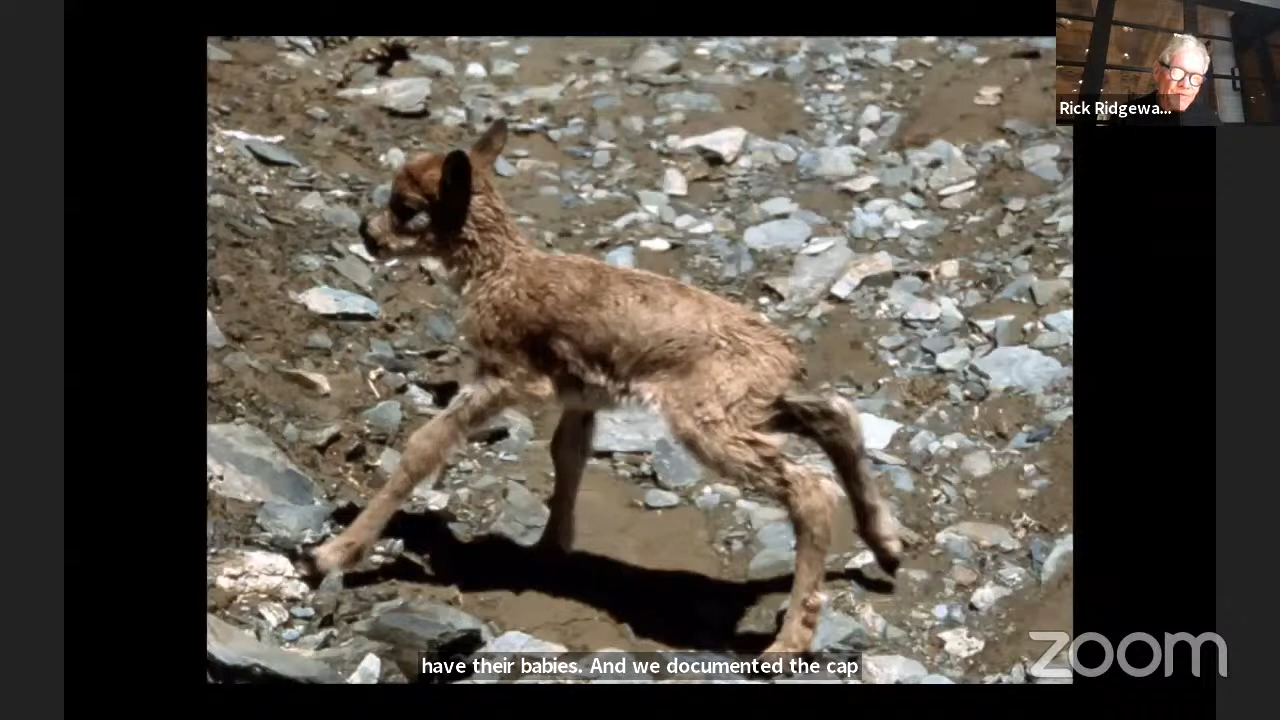 Rick Ridgewa...
have their babies. And we documented the cap
zoom